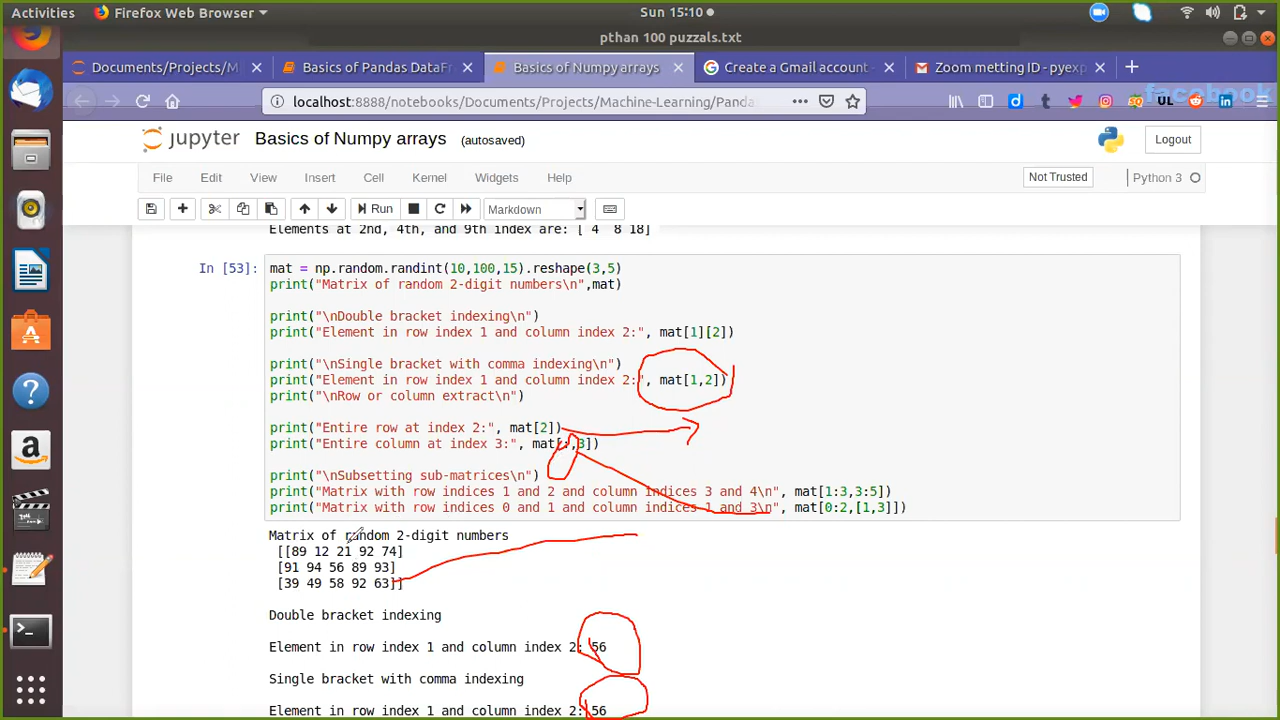 Activities Firefox Web Browser Sun 15:10
pthan 100 puzzals.txt
Documents/Projects/M Basics of Pandas DataFr Basics of Numpy arrays Create a Gmail account - Zoom metting ID - pyexp
localhost:8888/notebooks/Documents/Projects/Machine-Learning/Panda
facebook
jupyter Basics of Numpy arrays (autosaved) Logout
File Edit View Insert Cell Kernel Widgets Help Not Trusted Python 3
Run Markdown
Elements at 2nd, 4th, and 9th index are: [ 4 8 18]
In [53]: mat = np.random.randint(10,100,15).reshape(3,5)
print("Matrix of random 2-digit numbers\n",mat)
print("\nDouble bracket indexing\n")
print("Element in row index 1 and column index 2:", mat[1][2])
print("\nSingle bracket with comma indexing\n")
print("Element in row index 1 and column index 2:", mat[1,2])
print("\nRow or column extract\n")
print("Entire row at index 2:", mat[2])
print("Entire column at index 3:", mat[:,3])
print("\nSubsetting sub-matrices\n")
print("Matrix with row indices 1 and 2 and column indices 3 and 4\n", mat[1:3,3:5])
print("Matrix with row indices 0 and 1 and column indices 1 and 3\n", mat[0:2,[1,3]])
Matrix of random 2-digit numbers
[[89 12 21 92 74]
[91 94 56 89 93]
[39 49 58 92 63]]
Double bracket indexing
Element in row index 1 and column index 2: 56
Single bracket with comma indexing
Element in row index 1 and column index 2: 56